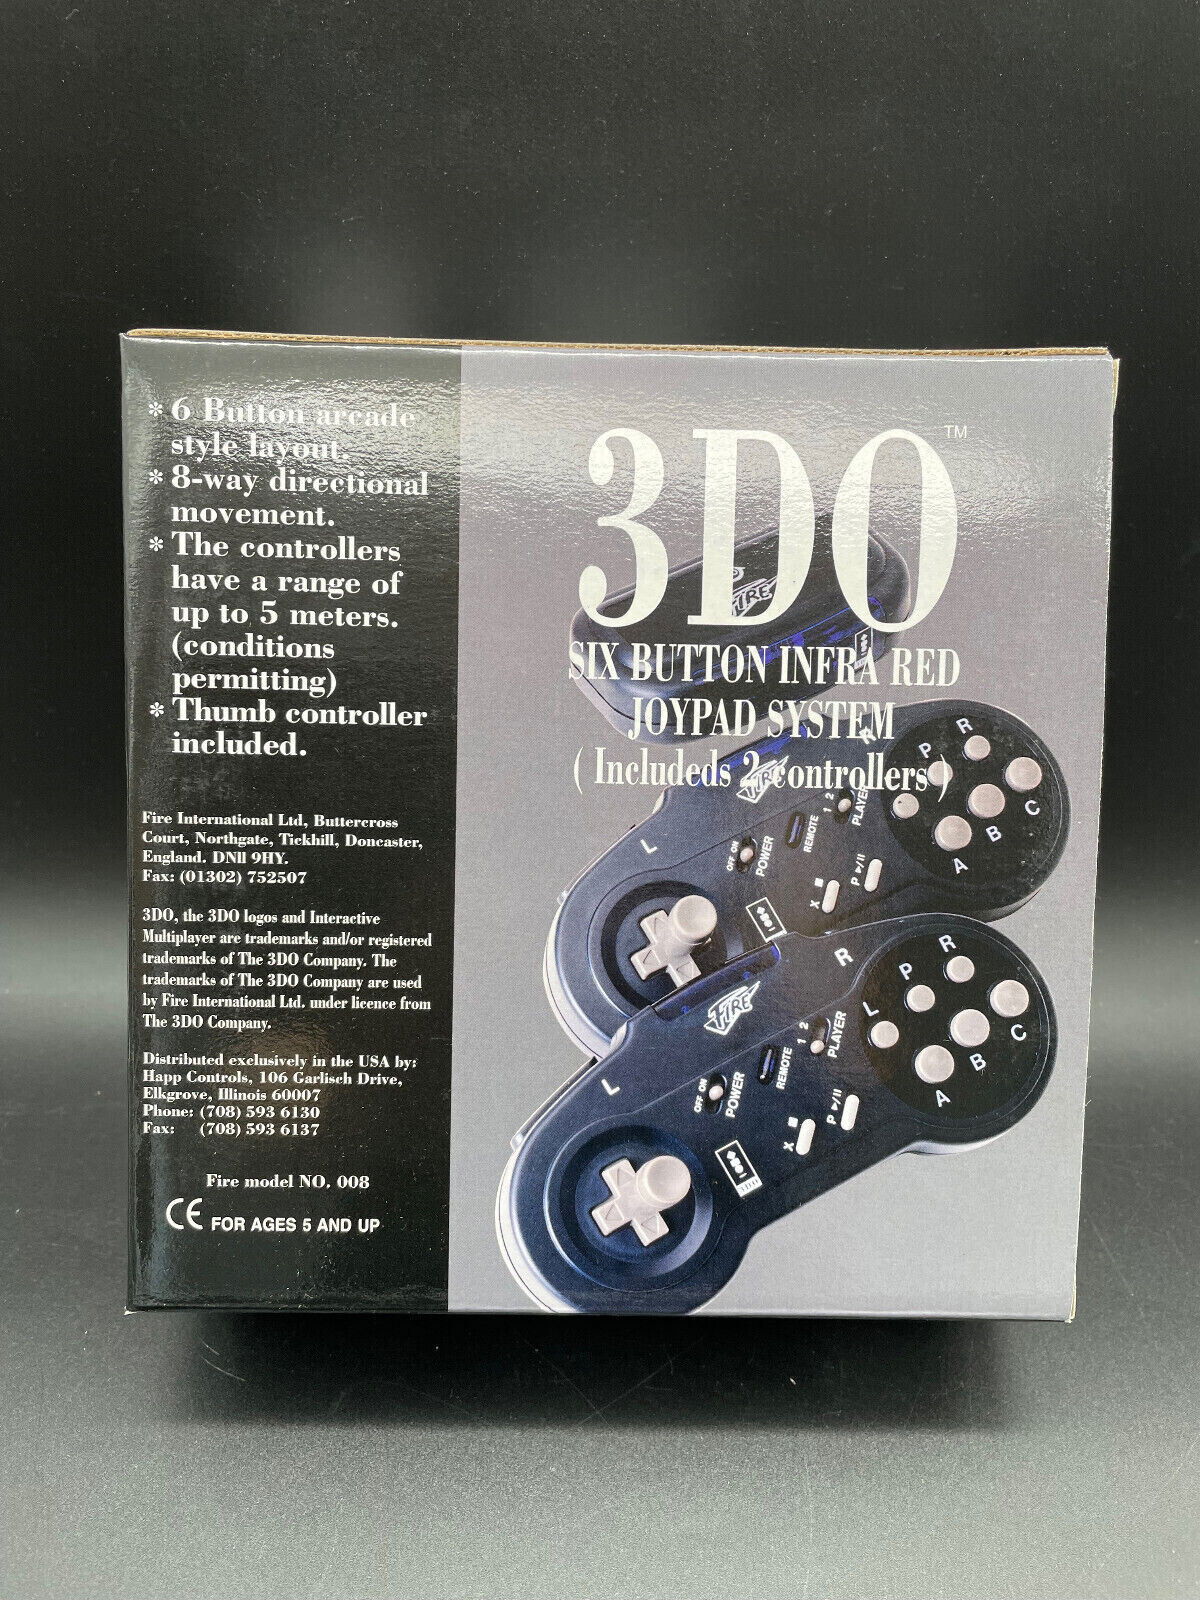 * 6 Button arcade
style layout.
* 8-way directional
movement.
* The controllers
have a range of
up to 5 meters.
(conditions
permitting)
* Thumb controller
included.
Fire International Ltd, Buttercross
Court, Northgate, Tickhill, Doncaster,
England. DN11 9HY.
Fax: (01302) 752507
3DO, the 3DO logos and Interactive
Multiplayer are trademarks and/or registered
trademarks of The 3DO Company. The
trademarks of The 3DO Company are used
by Fire International Ltd. under licence from
The 3DO Company.
Distributed exclusively in the USA by:
Happ Controls, 106 Garlisch Drive,
Elkgrove, Illinois 60007
Phone: (708) 593 6130
Fax: (708) 593 6137
Fire model NO. 008
CE FOR AGES 5 AND UP
3DO™
FIRE
SIX BUTTON INFRA RED
JOYPAD SYSTEM
( Includeds 2 controllers )
FIRE
L
R
P
R
A
B
C
OFF ON
POWER
REMOTE
1 2
PLAYER
X ■
P ►/II
FIRE
L
R
L
P
R
A
B
C
OFF ON
POWER
REMOTE
1 2
PLAYER
X ■
P ►/II
3DO